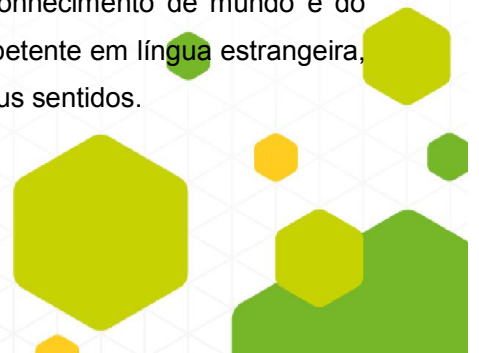 onhecimento de mundo e do
petente em língua estrangeira,
us sentidos.